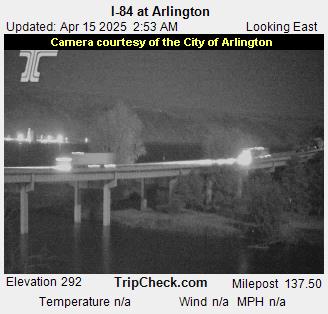 I-84 at Arlington
Updated: Apr 15 2025 2:53 AM Looking East
Camera courtesy of the City of Arlington
Elevation 292 TripCheck.com Milepost 137.50
Temperature n/a Wind n/a MPH n/a